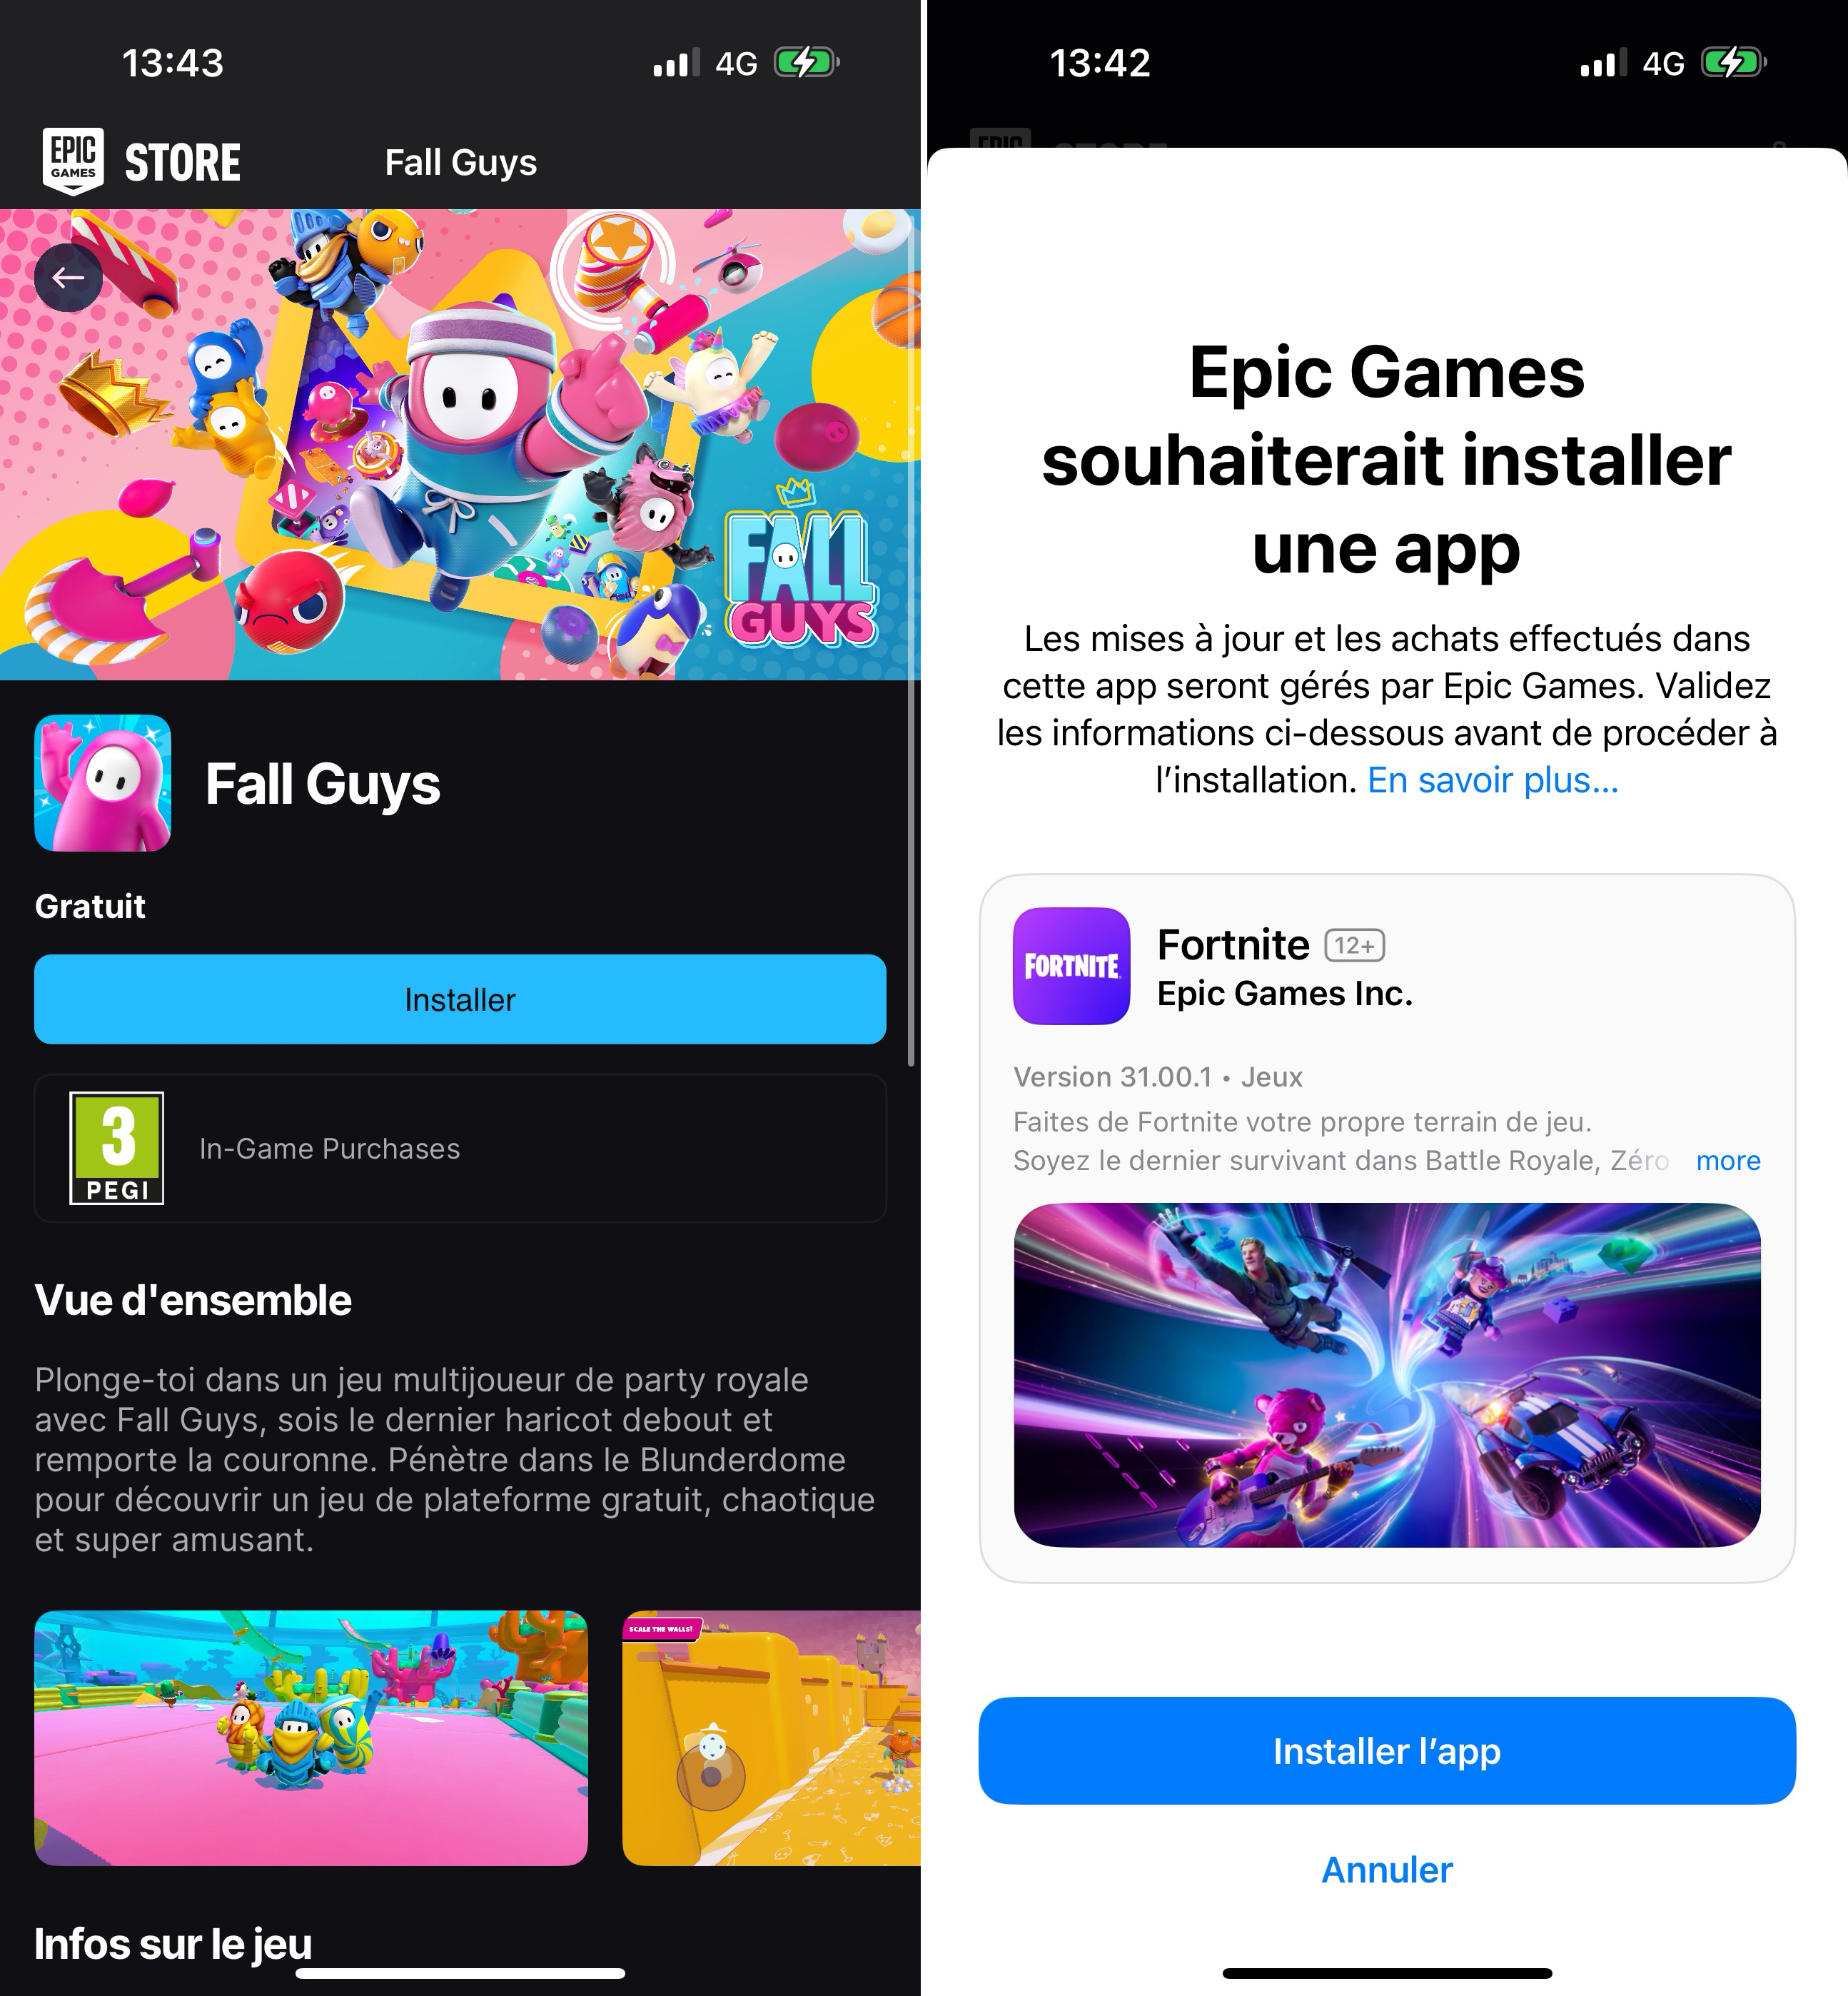 13:43
4G
EPIC
GAMES
STORE
Fall Guys
FALL
GUYS
Fall Guys
Gratuit
Installer
3
PEGI
In-Game Purchases
Vue d'ensemble
Plonge-toi dans un jeu multijoueur de party royale
avec Fall Guys, sois le dernier haricot debout et
remporte la couronne. Pénètre dans le Blunderdome
pour découvrir un jeu de plateforme gratuit, chaotique
et super amusant.
SCALE THE WALLS!
Infos sur le jeu
13:42
4G
EPIC
STORE
Epic Games
souhaiterait installer
une app
Les mises à jour et les achats effectués dans
cette app seront gérés par Epic Games. Validez
les informations ci-dessous avant de procéder à
l’installation. En savoir plus...
FORTNITE
Fortnite 12+
Epic Games Inc.
Version 31.00.1 • Jeux
Faites de Fortnite votre propre terrain de jeu.
Soyez le dernier survivant dans Battle Royale, Zéro more
Installer l’app
Annuler